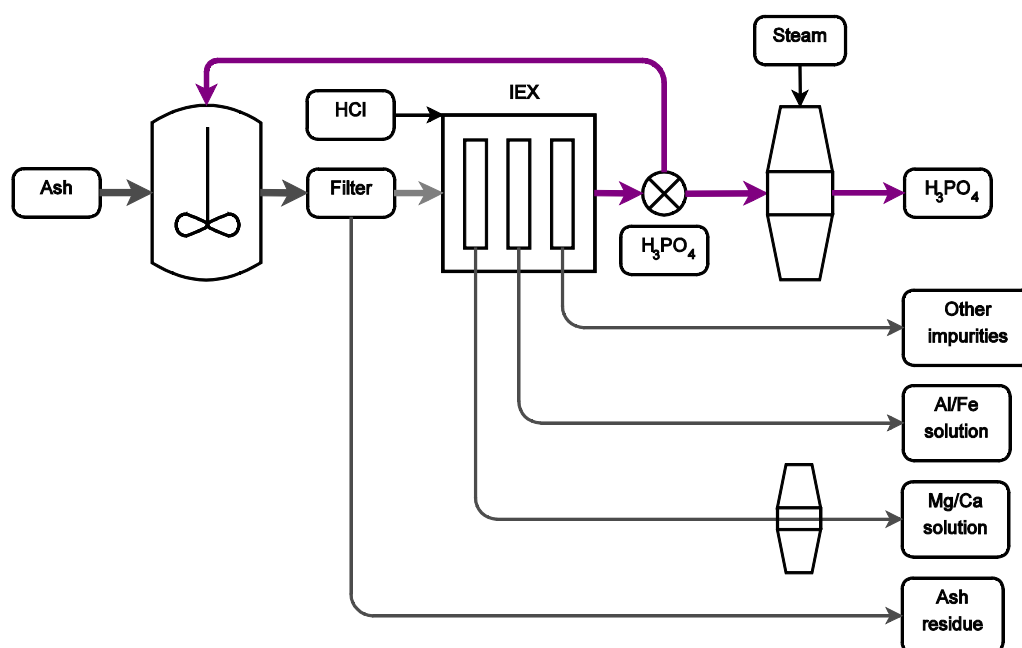 Steam
IEX
HCl
Ash
Filter
H₃PO₄
H₃PO₄
Other
impurities
Al/Fe
solution
Mg/Ca
solution
Ash
residue